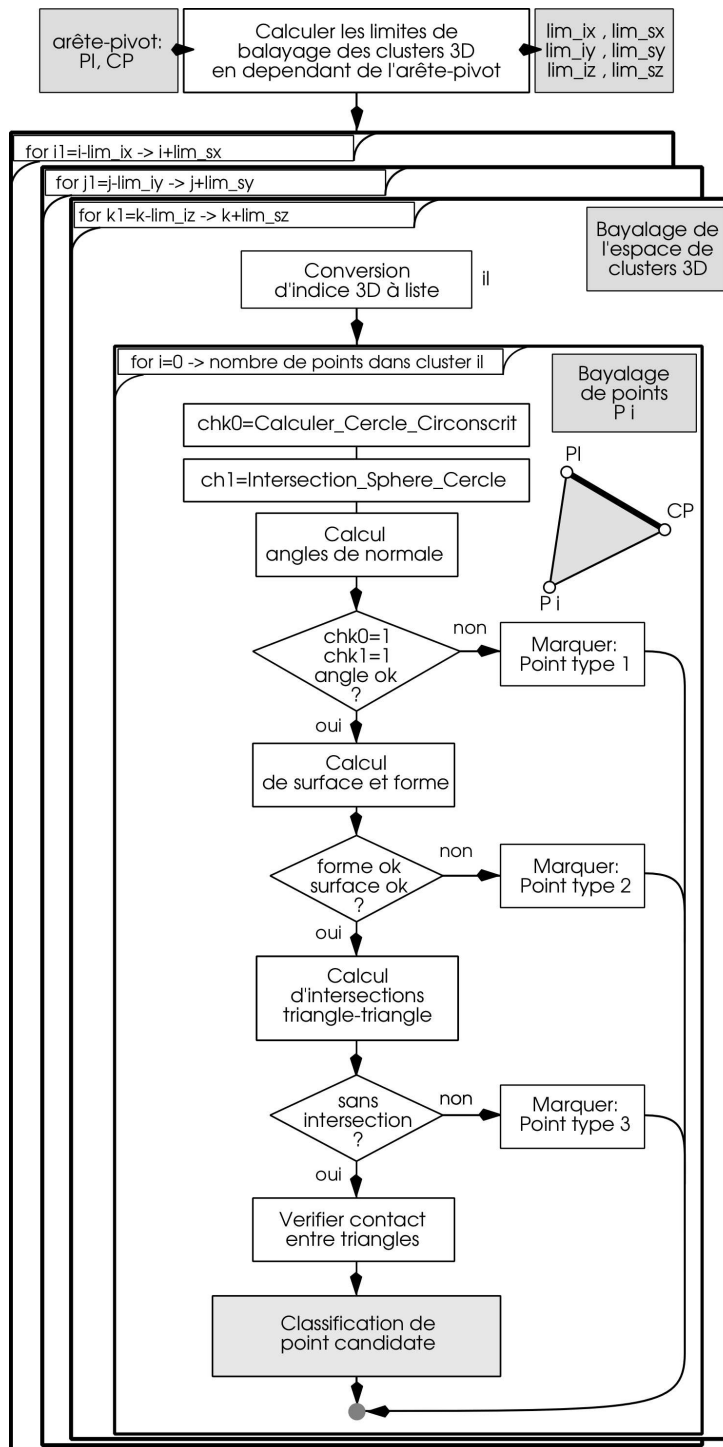 arête-pivot:
PI, CP
Calculer les limites de
balayage des clusters 3D
en dependant de l'arête-pivot
lim_ix , lim_sx
lim_iy , lim_sy
lim_iz , lim_sz
for i1=i-lim_ix -> i+lim_sx
for j1=j-lim_iy -> j+lim_sy
for k1=k-lim_iz -> k+lim_sz
Bayalage de
l'espace de
clusters 3D
Conversion
d'indice 3D à liste
il
for i=0 -> nombre de points dans cluster il
Bayalage
de points
P i
chk0=Calculer_Cercle_Circonscrit
ch1=Intersection_Sphere_Cercle
PI
CP
P i
Calcul
angles de normale
chk0=1
chk1=1
angle ok
?
non
Marquer:
Point type 1
oui
Calcul
de surface et forme
forme ok
surface ok
?
non
Marquer:
Point type 2
oui
Calcul
d'intersections
triangle-triangle
sans
intersection
?
non
Marquer:
Point type 3
oui
Verifier contact
entre triangles
Classification de
point candidate